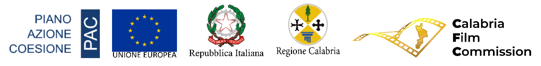 PIANO
AZIONE
COESIONE
PAC
UNIONE EUROPEA
Repubblica Italiana
Regione Calabria
Calabria
Film
Commission